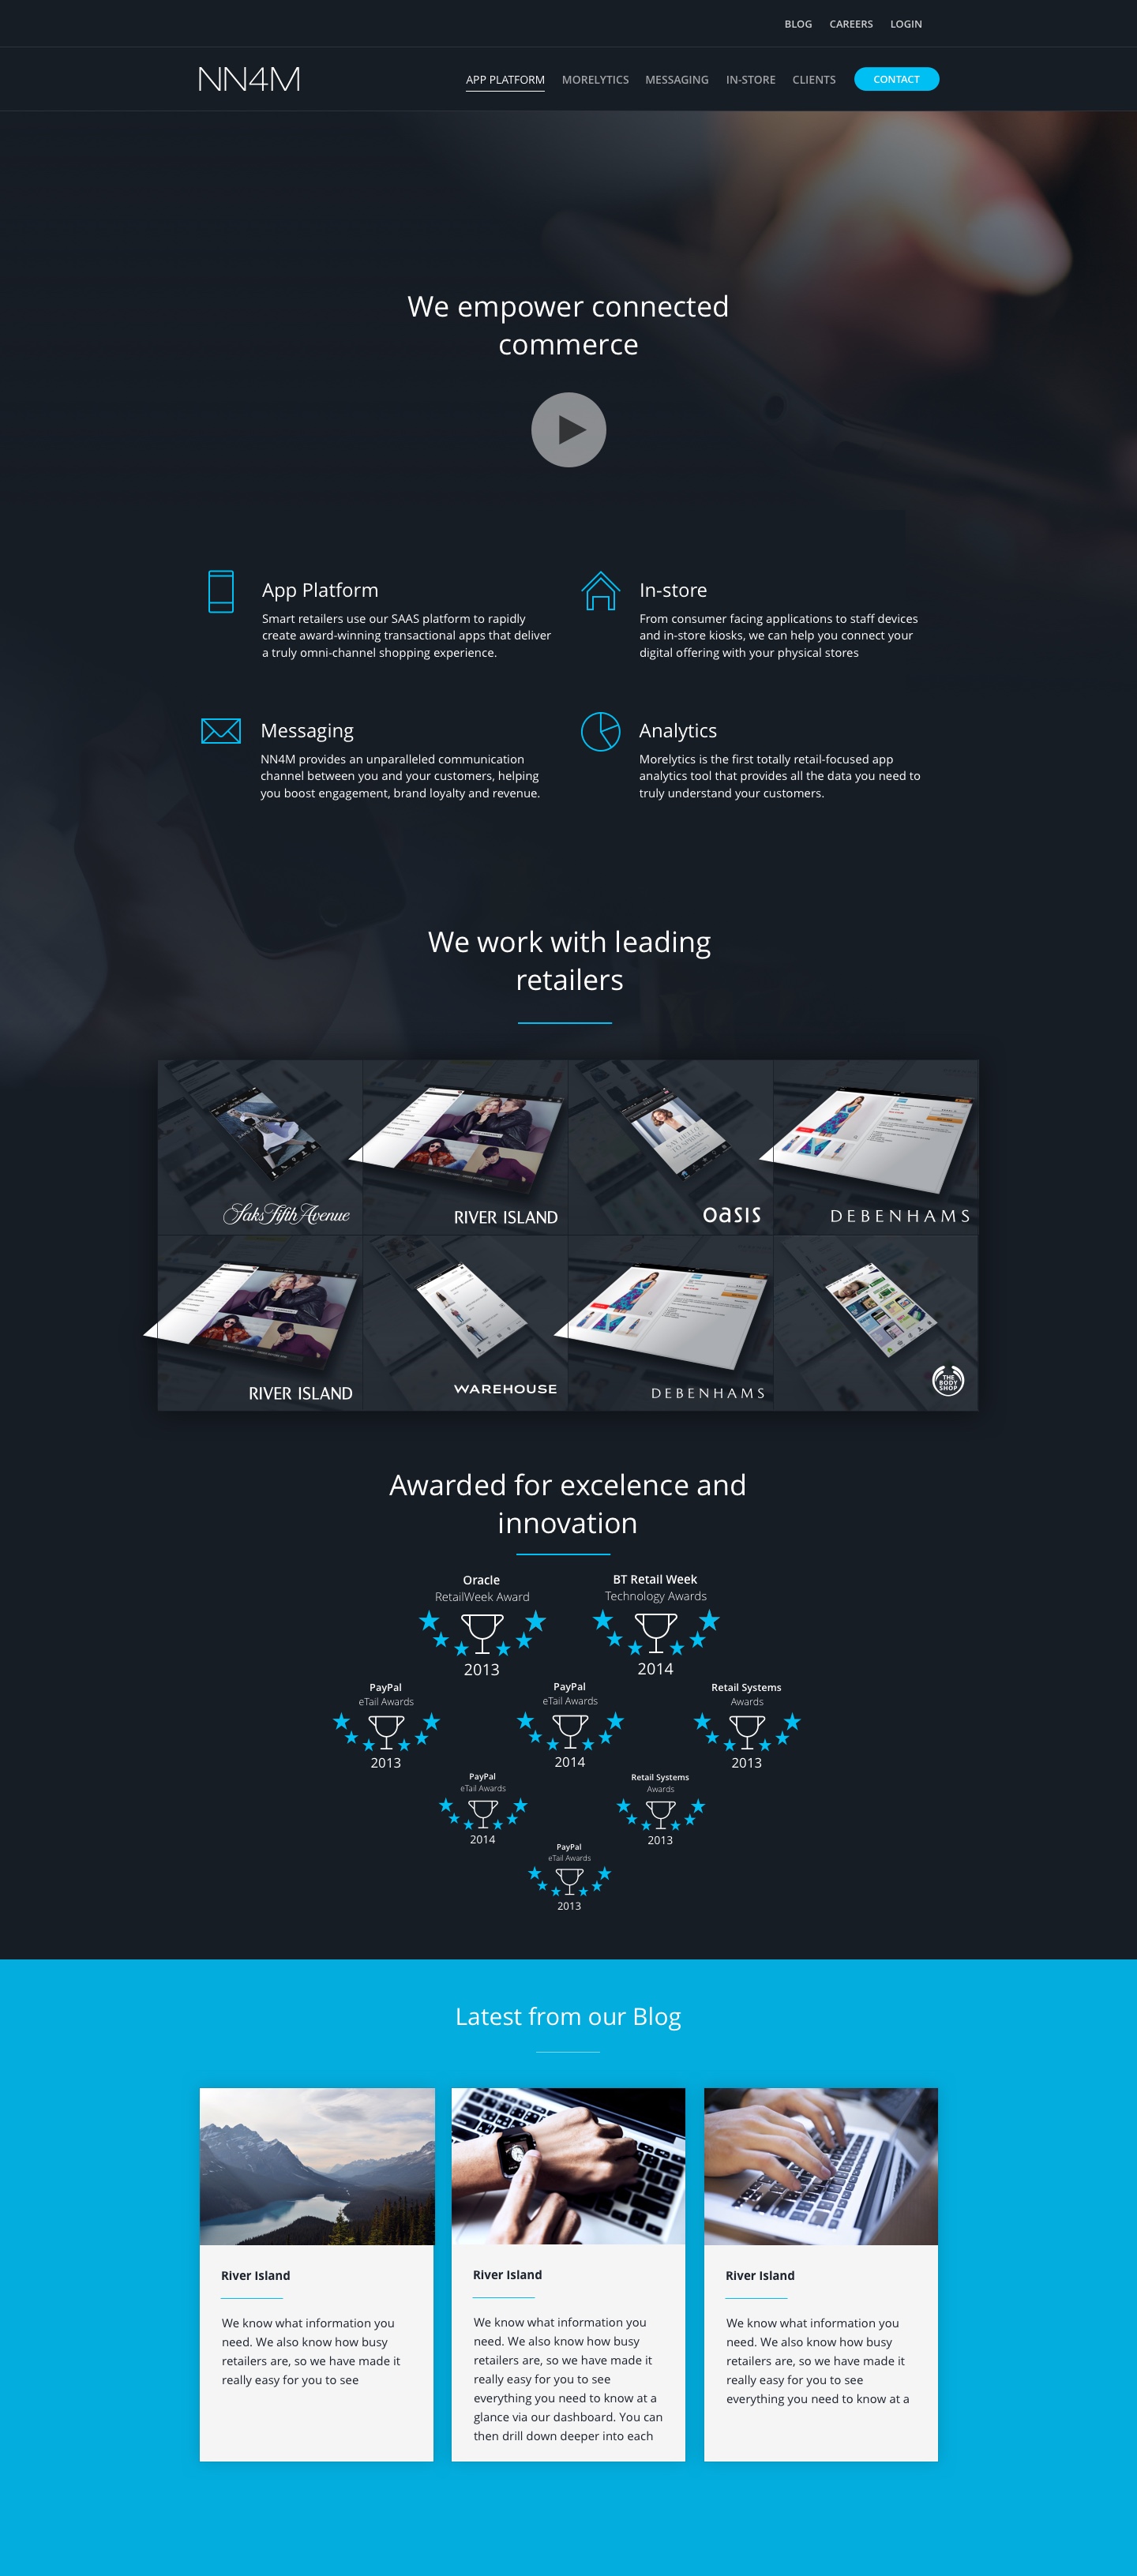 BLOG CAREERS LOGIN
NN4M
APP PLATFORM MORELYTICS MESSAGING IN-STORE CLIENTS CONTACT
We empower connected
commerce
App Platform
Smart retailers use our SAAS platform to rapidly
create award-winning transactional apps that deliver
a truly omni-channel shopping experience.
In-store
From consumer facing applications to staff devices
and in-store kiosks, we can help you connect your
digital offering with your physical stores
Messaging
NN4M provides an unparalleled communication
channel between you and your customers, helping
you boost engagement, brand loyalty and revenue.
Analytics
Morelytics is the first totally retail-focused app
analytics tool that provides all the data you need to
truly understand your customers.
We work with leading
retailers
Saks Fifth Avenue
RIVER ISLAND
oasis
DEBENHAMS
RIVER ISLAND
WAREHOUSE
DEBENHAMS
THE
BODY
SHOP
Awarded for excelence and
innovation
Oracle
RetailWeek Award
2013
BT Retail Week
Technology Awards
2014
PayPal
eTail Awards
2013
PayPal
eTail Awards
2014
Retail Systems
Awards
2013
PayPal
eTail Awards
2014
Retail Systems
Awards
2013
PayPal
eTail Awards
2013
Latest from our Blog
River Island
We know what information you
need. We also know how busy
retailers are, so we have made it
really easy for you to see
River Island
We know what information you
need. We also know how busy
retailers are, so we have made it
really easy for you to see
everything you need to know at a
glance via our dashboard. You can
then drill down deeper into each
River Island
We know what information you
need. We also know how busy
retailers are, so we have made it
really easy for you to see
everything you need to know at a